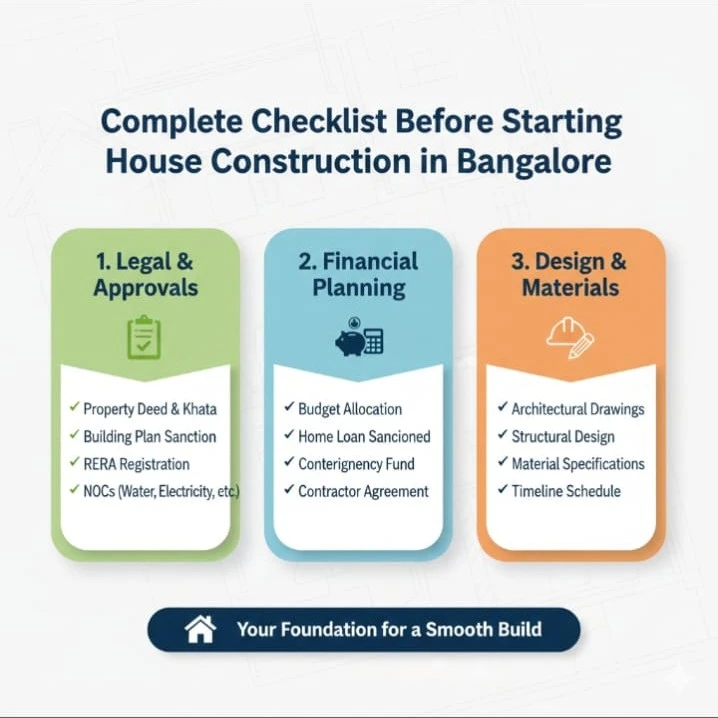 Complete Checklist Before Starting
House Construction in Bangalore
1. Legal &
Approvals
✓ Property Deed & Khata
✓ Building Plan Sanction
✓ RERA Registration
✓ NOCs (Water, Electricity, etc.)
2. Financial
Planning
✓ Budget Allocation
✓ Home Loan Sancioned
✓ Conterignency Fund
✓ Contractor Agreement
3. Design &
Materials
✓ Architectural Drawings
✓ Structural Design
✓ Material Specifications
✓ Timeline Schedule
Your Foundation for a Smooth Build